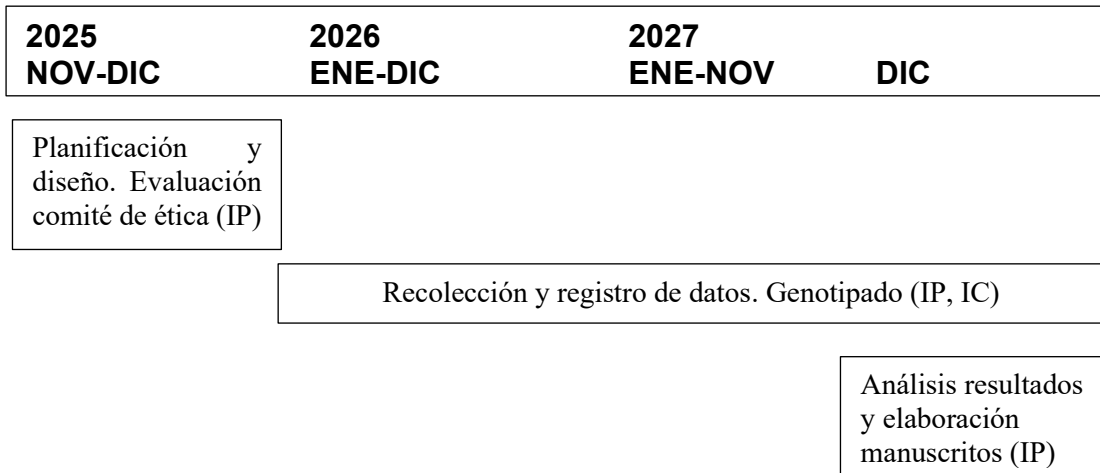 2025 2026 2027
NOV-DIC ENE-DIC ENE-NOV DIC
Planificación y
diseño. Evaluación
comité de ética (IP)
Recolección y registro de datos. Genotipado (IP, IC)
Análisis resultados
y elaboración
manuscritos (IP)